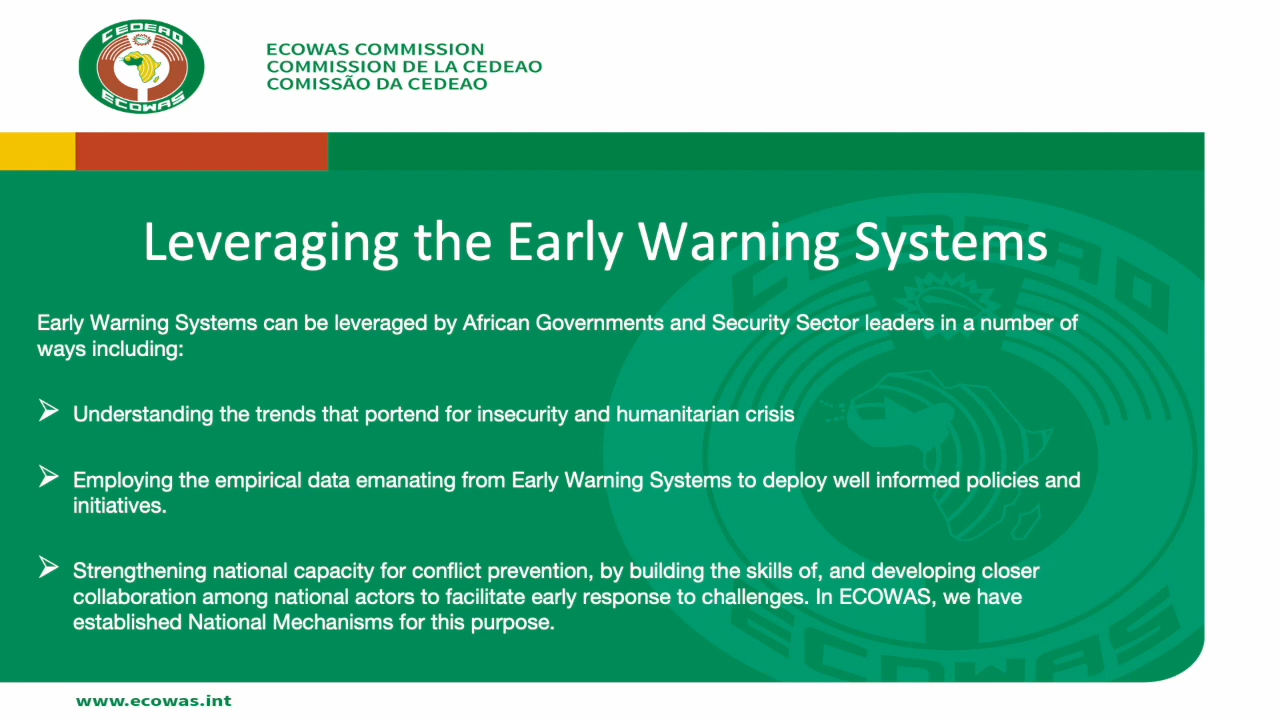 CEDEAO
ECOWAS
ECOWAS COMMISSION
COMMISSION DE LA CEDEAO
COMISSÃO DA CEDEAO
Leveraging the Early Warning Systems
Early Warning Systems can be leveraged by African Governments and Security Sector leaders in a number of
ways including:
Understanding the trends that portend for insecurity and humanitarian crisis
Employing the empirical data emanating from Early Warning Systems to deploy well informed policies and
initiatives.
Strengthening national capacity for conflict prevention, by building the skills of, and developing closer
collaboration among national actors to facilitate early response to challenges. In ECOWAS, we have
established National Mechanisms for this purpose.
CEDEAO
ECOWAS
www.ecowas.int